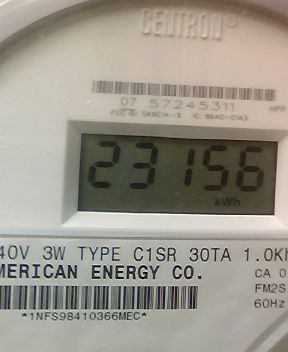 CENTRON
07 57245311
23156
kWh
40V 3W TYPE C1SR 30TA 1.0Kh
MERICAN ENERGY CO.
CA 0
FM2S
60Hz
*1NFS98410366MEC*